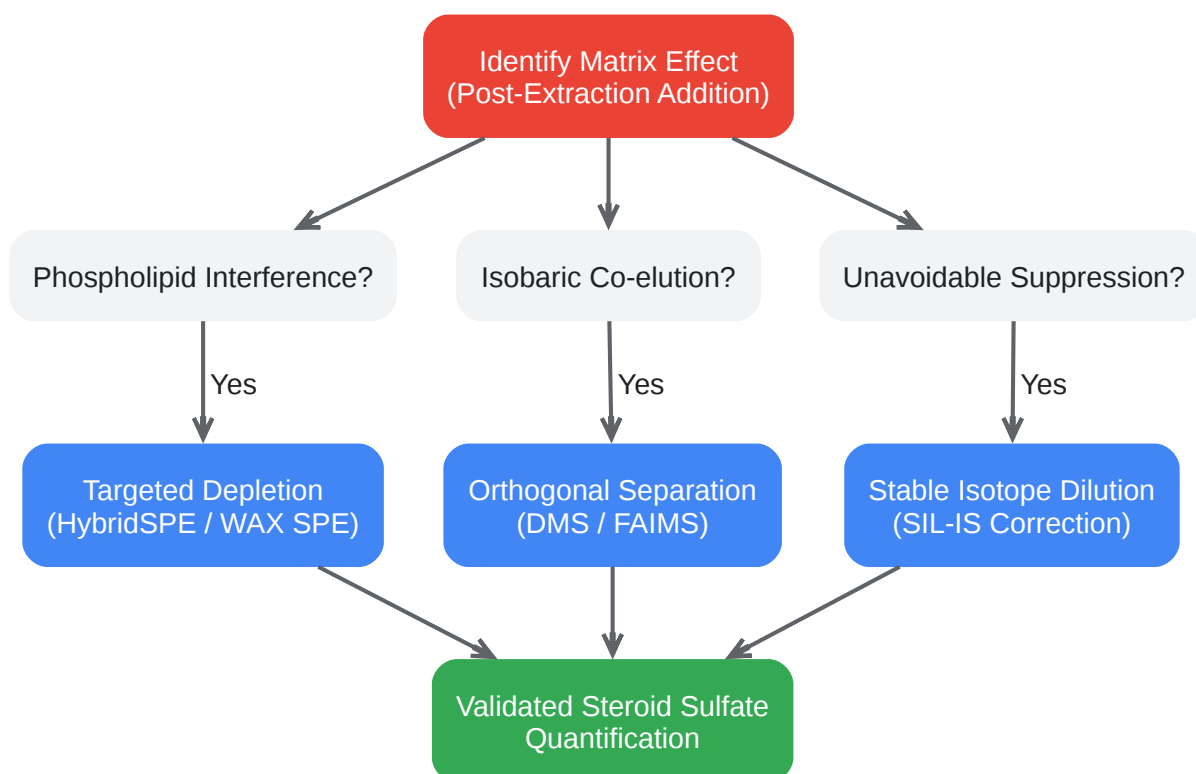 Identify Matrix Effect
(Post-Extraction Addition)
Phospholipid Interference?
Isobaric Co-elution?
Unavoidable Suppression?
Yes
Yes
Yes
Targeted Depletion
(HybridSPE / WAX SPE)
Orthogonal Separation
(DMS / FAIMS)
Stable Isotope Dilution
(SIL-IS Correction)
Validated Steroid Sulfate
Quantification